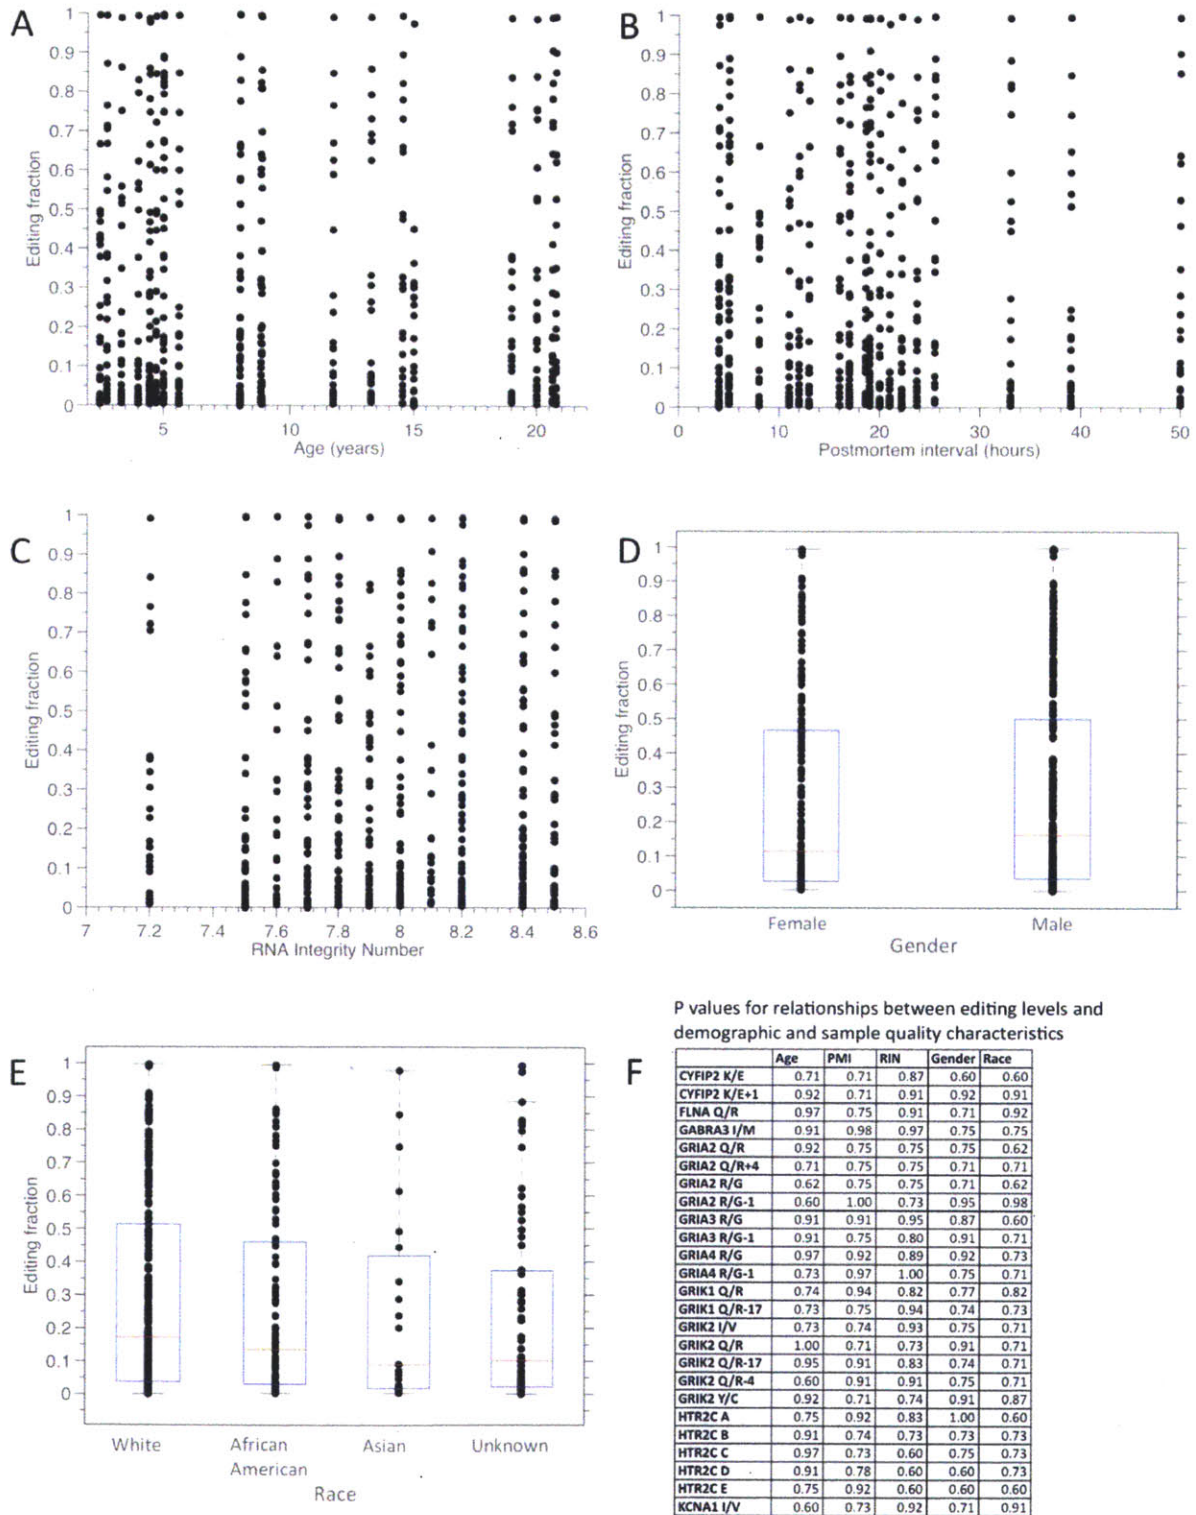 A
1
0.9
0.8
0.7
0.6
0.5
0.4
0.3
0.2
0.1
0
Editing fraction
5 10 15 20
Age (years)
B
1
0.9
0.8
0.7
0.6
0.5
0.4
0.3
0.2
0.1
0
Editing fraction
0 10 20 30 40 50
Postmortem interval (hours)
C
1
0.9
0.8
0.7
0.6
0.5
0.4
0.3
0.2
0.1
0
Editing fraction
7 7.2 7.4 7.6 7.8 8 8.2 8.4 8.6
RNA Integrity Number
D
1
0.9
0.8
0.7
0.6
0.5
0.4
0.3
0.2
0.1
0
Editing fraction
Female Male
Gender
E
1
0.9
0.8
0.7
0.6
0.5
0.4
0.3
0.2
0.1
0
Editing fraction
White African Asian Unknown
American
Race
P values for relationships between editing levels and
demographic and sample quality characteristics
F
Age PMI RIN Gender Race
CYFIP2 K/E 0.71 0.71 0.87 0.60 0.60
CYFIP2 K/E+1 0.92 0.71 0.91 0.92 0.91
FLNA Q/R 0.97 0.75 0.91 0.71 0.92
GABRA3 I/M 0.91 0.98 0.97 0.75 0.75
GRIA2 Q/R 0.92 0.75 0.75 0.75 0.62
GRIA2 Q/R+4 0.71 0.75 0.75 0.71 0.71
GRIA2 R/G 0.62 0.75 0.75 0.71 0.62
GRIA2 R/G-1 0.60 1.00 0.73 0.95 0.98
GRIA3 R/G 0.91 0.91 0.95 0.87 0.60
GRIA3 R/G-1 0.91 0.75 0.80 0.91 0.71
GRIA4 R/G 0.97 0.92 0.89 0.92 0.73
GRIA4 R/G-1 0.73 0.97 1.00 0.75 0.71
GRIK1 Q/R 0.74 0.94 0.82 0.77 0.82
GRIK1 Q/R-17 0.73 0.75 0.94 0.74 0.73
GRIK2 I/V 0.73 0.74 0.93 0.75 0.71
GRIK2 Q/R 1.00 0.71 0.73 0.91 0.71
GRIK2 Q/R-17 0.95 0.91 0.83 0.74 0.71
GRIK2 Q/R-4 0.60 0.91 0.91 0.75 0.71
GRIK2 Y/C 0.92 0.71 0.74 0.91 0.87
HTR2C A 0.75 0.92 0.83 1.00 0.60
HTR2C B 0.91 0.74 0.73 0.73 0.73
HTR2C C 0.97 0.73 0.60 0.75 0.73
HTR2C D 0.91 0.78 0.60 0.60 0.73
HTR2C E 0.75 0.92 0.60 0.60 0.60
KCNA1 I/V 0.60 0.73 0.92 0.71 0.91